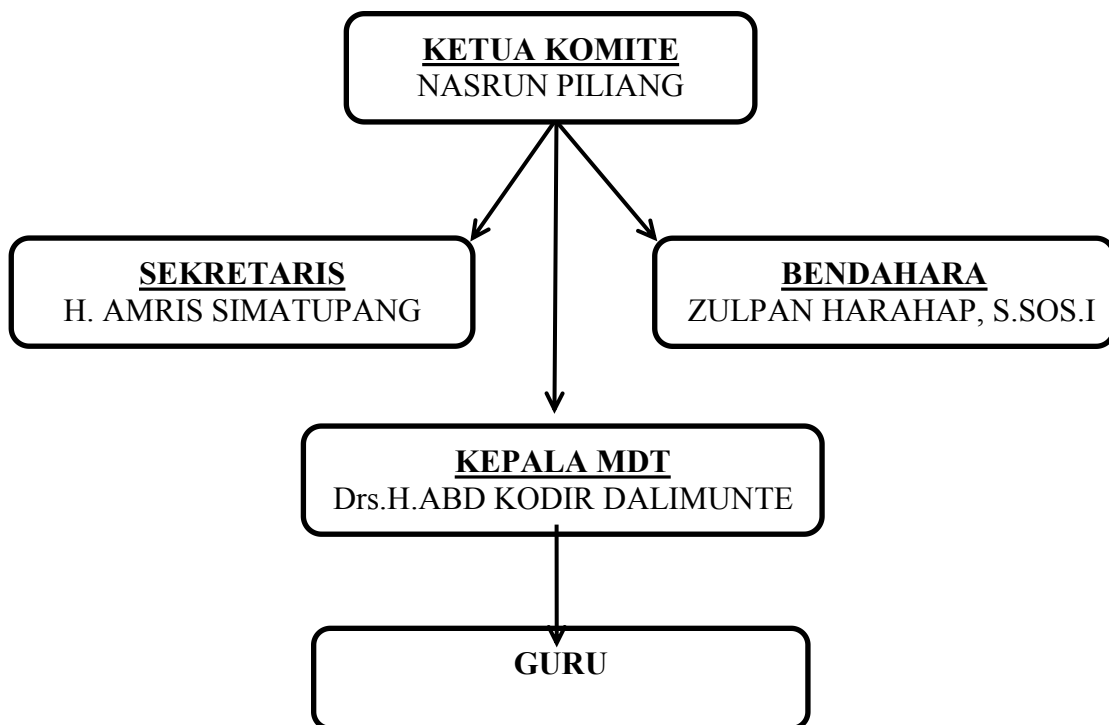 KETUA KOMITE
NASRUN PILIANG
SEKRETARIS
H. AMRIS SIMATUPANG
BENDAHARA
ZULPAN HARAHAP, S.SOS.I
KEPALA MDT
Drs.H.ABD KODIR DALIMUNTE
GURU